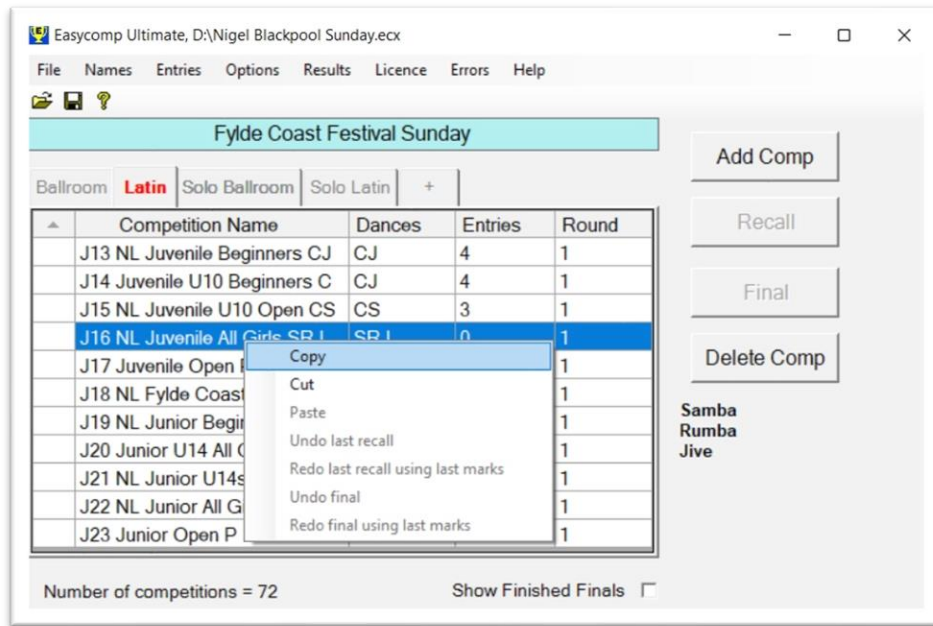 Easycomp Ultimate, D:\Nigel Blackpool Sunday.ecx
File Names Entries Options Results Licence Errors Help
Fylde Coast Festival Sunday
Ballroom Latin Solo Ballroom Solo Latin +
Competition Name Dances Entries Round
J13 NL Juvenile Beginners CJ CJ 4 1
J14 Juvenile U10 Beginners C CJ 4 1
J15 NL Juvenile U10 Open CS CS 3 1
J16 NL Juvenile All Girls SRJ SRJ 0 1
J17 Juvenile Open 1
J18 NL Fylde Coast 1
J19 NL Junior 1
J20 Junior U14 All 1
J21 NL Junior U14s 1
J22 NL Junior All 1
J23 Junior Open P 1
Copy
Cut
Paste
Undo last recall
Redo last recall using last marks
Undo final
Redo final using last marks
Add Comp
Recall
Final
Delete Comp
Samba
Rumba
Jive
Number of competitions = 72 Show Finished Finals